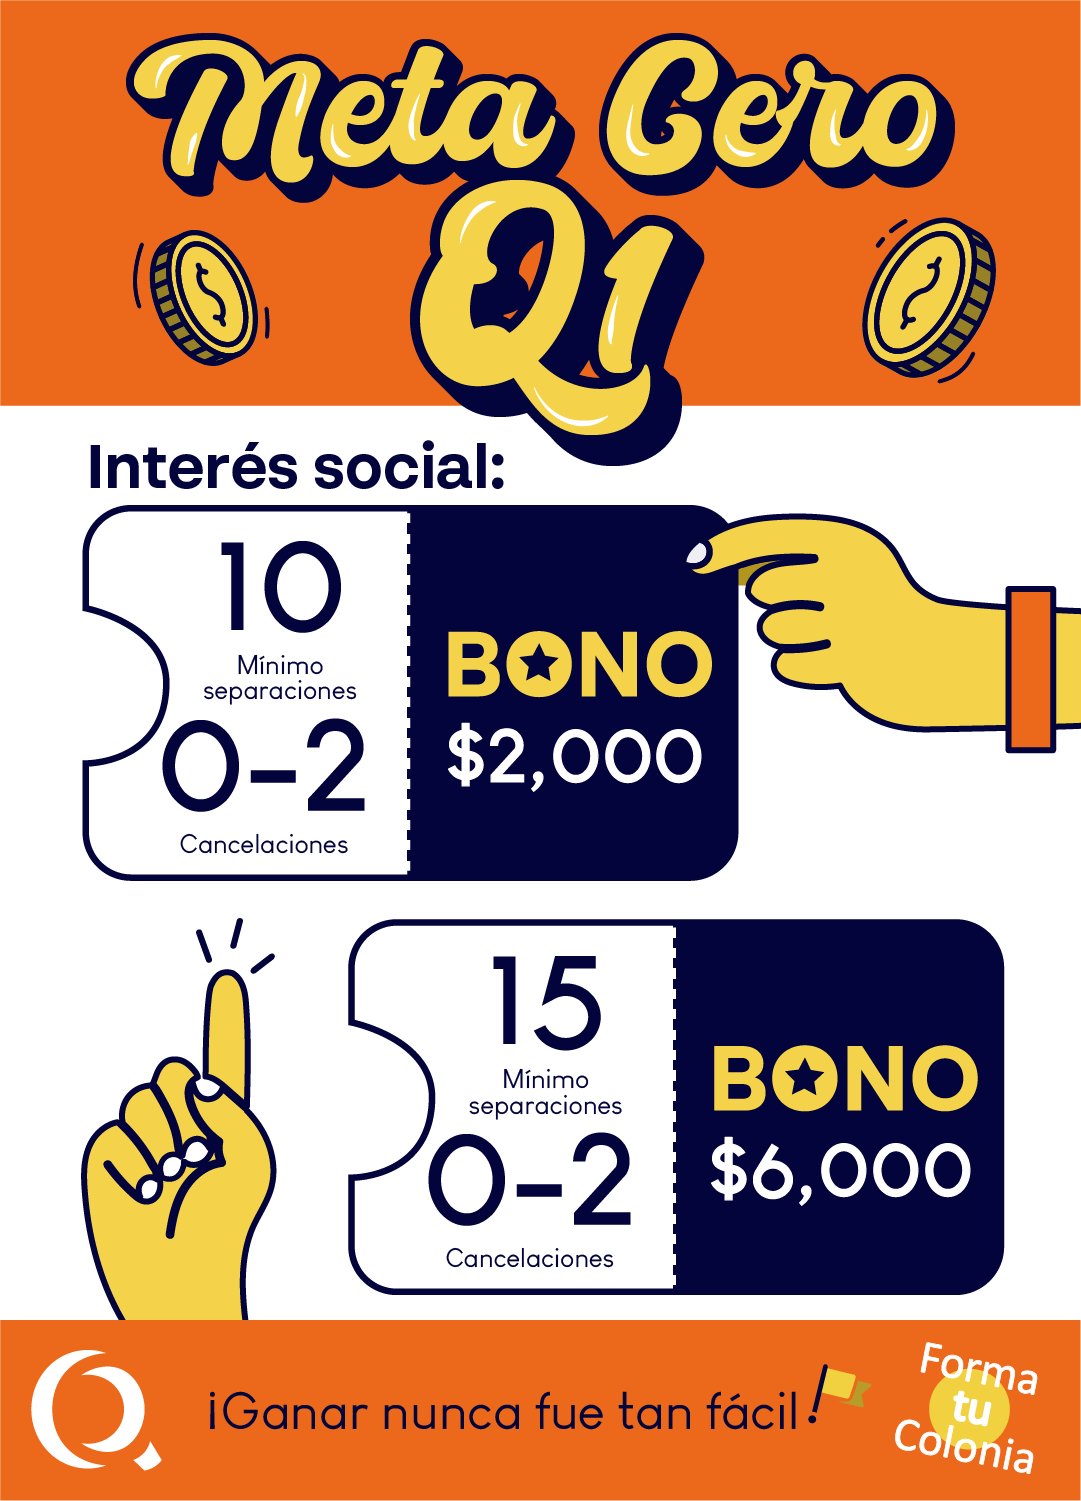 Meta Cero
Q1
Interés social:
10
Mínimo
separaciones
0-2
Cancelaciones
BONO
$2,000
15
Mínimo
separaciones
0-2
Cancelaciones
BONO
$6,000
¡Ganar nunca fue tan fácil!
Forma
tu
Colonia